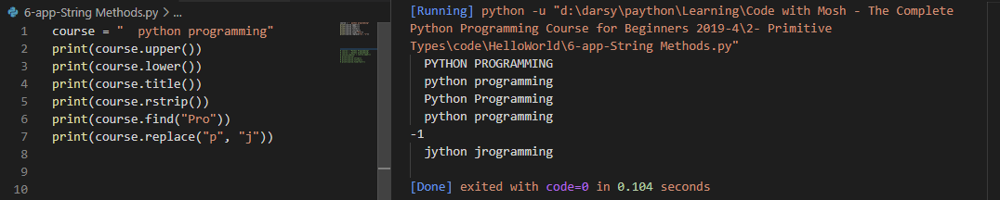 6-app-String Methods.py > ...
1 course = "  python programming"
2 print(course.upper())
3 print(course.lower())
4 print(course.title())
5 print(course.rstrip())
6 print(course.find("Pro"))
7 print(course.replace("p", "j"))
8
9
10
[Running] python -u "d:\darsy\paython\Learning\Code with Mosh - The Complete
Python Programming Course for Beginners 2019-4\2- Primitive
Types\code\HelloWorld\6-app-String Methods.py"
  PYTHON PROGRAMMING
  python programming
  Python Programming
  python programming
-1
  jython jrogramming
[Done] exited with code=0 in 0.104 seconds